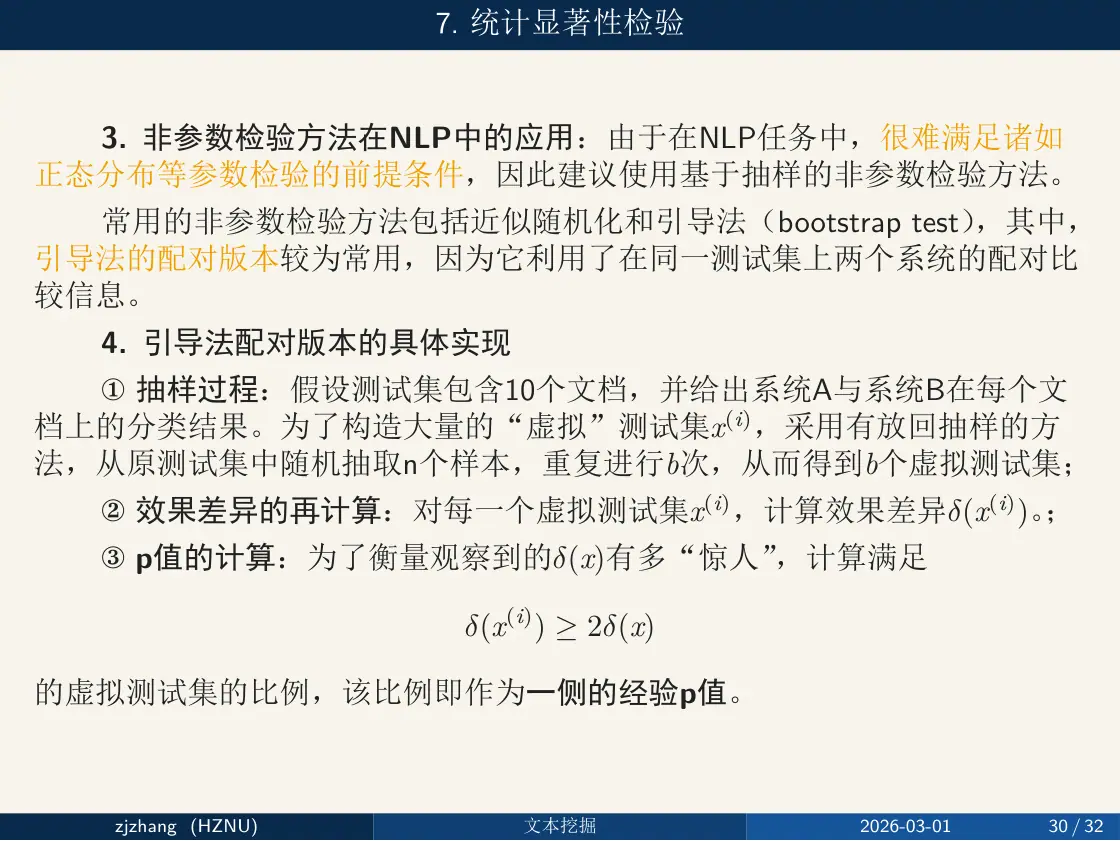 7. 统计显著性检验
3. 非参数检验方法在NLP中的应用：由于在NLP任务中，很难满足诸如
正态分布等参数检验的前提条件，因此建议使用基于抽样的非参数检验方法。
常用的非参数检验方法包括近似随机化和引导法（bootstrap test），其中，
引导法的配对版本较为常用，因为它利用了在同一测试集上两个系统的配对比
较信息。
4. 引导法配对版本的具体实现
① 抽样过程：假设测试集包含10个文档，并给出系统A与系统B在每个文
档上的分类结果。为了构造大量的“虚拟”测试集x^{(i)}，采用有放回抽样的方
法，从原测试集中随机抽取n个样本，重复进行b次，从而得到b个虚拟测试集；
② 效果差异的再计算：对每一个虚拟测试集x^{(i)}，计算效果差异δ(x^{(i)})。；
③ p值的计算：为了衡量观察到的δ(x)有多“惊人”，计算满足
δ(x^{(i)}) ≥ 2δ(x)
的虚拟测试集的比例，该比例即作为一侧的经验p值。
zjzhang (HZNU) 文本挖掘 2026-03-01 30 / 32